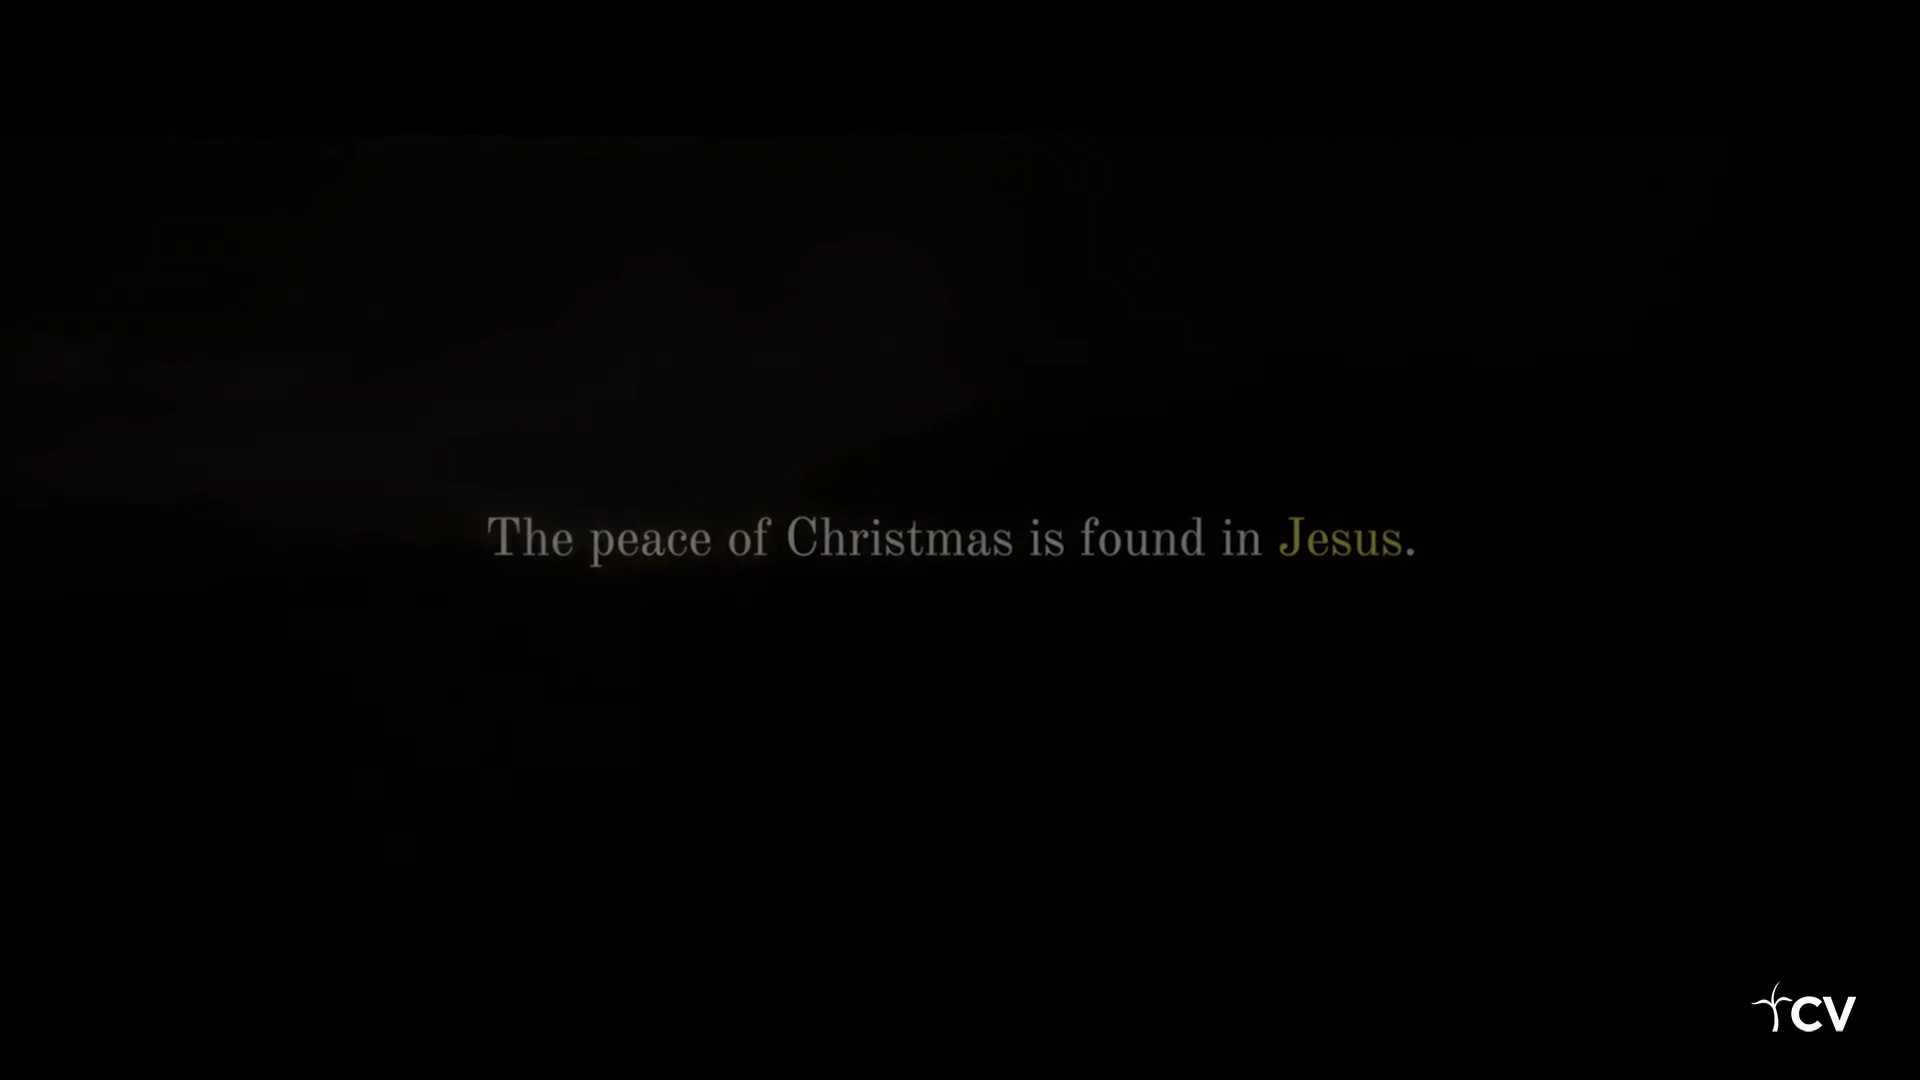 The peace of Christmas is found in Jesus.
CV